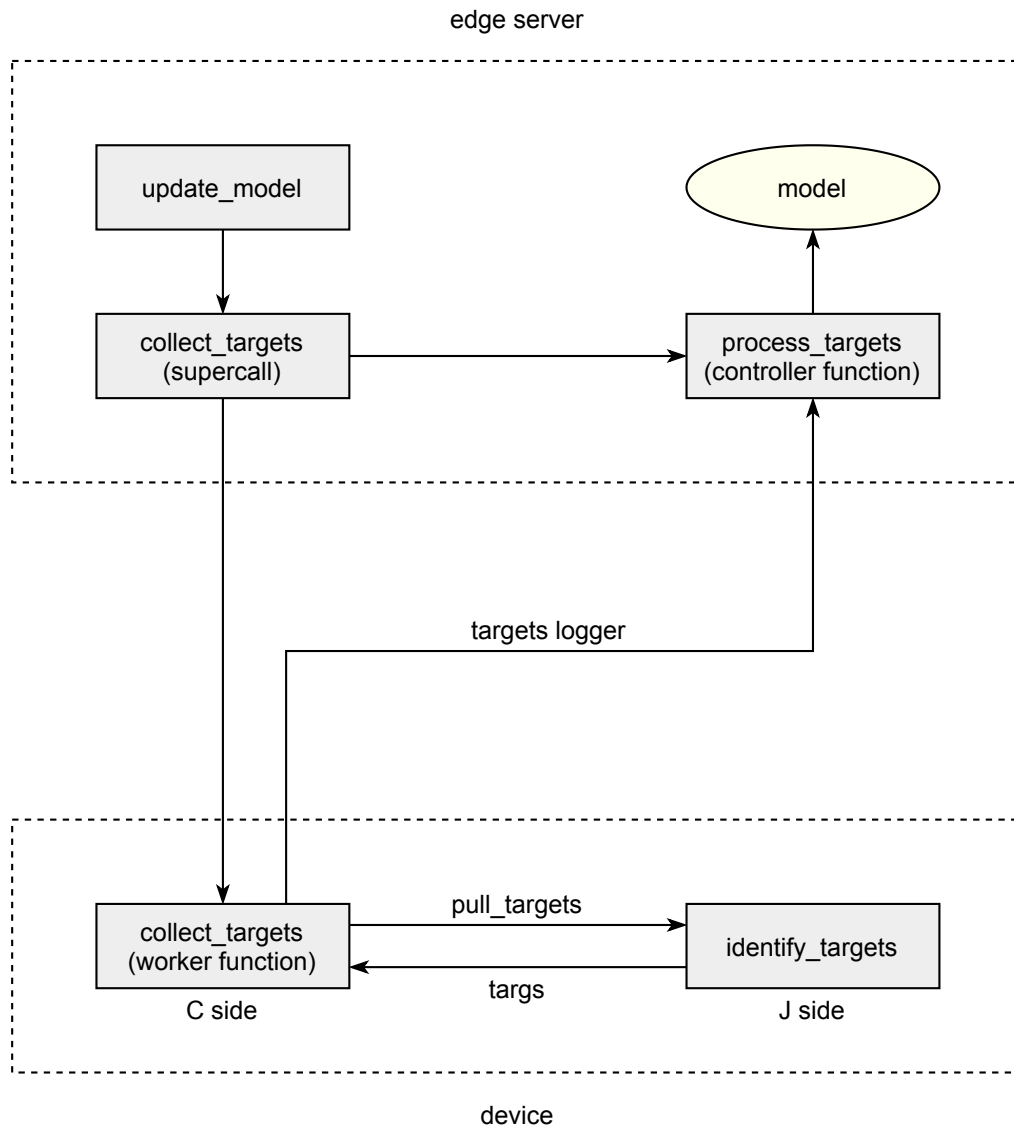 edge server
update_model
model
collect_targets
(supercall)
process_targets
(controller function)
targets logger
collect_targets
(worker function)
pull_targets
identify_targets
targs
C side
J side
device